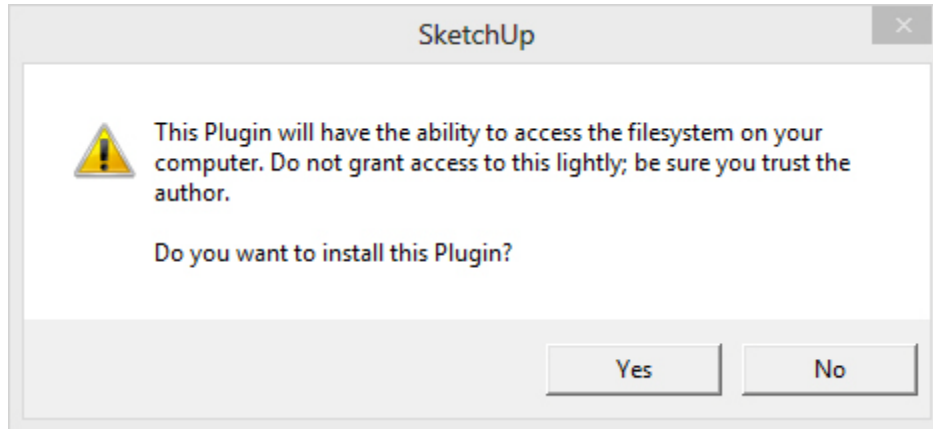 SketchUp
This Plugin will have the ability to access the filesystem on your
computer. Do not grant access to this lightly; be sure you trust the
author.
Do you want to install this Plugin?
Yes
No